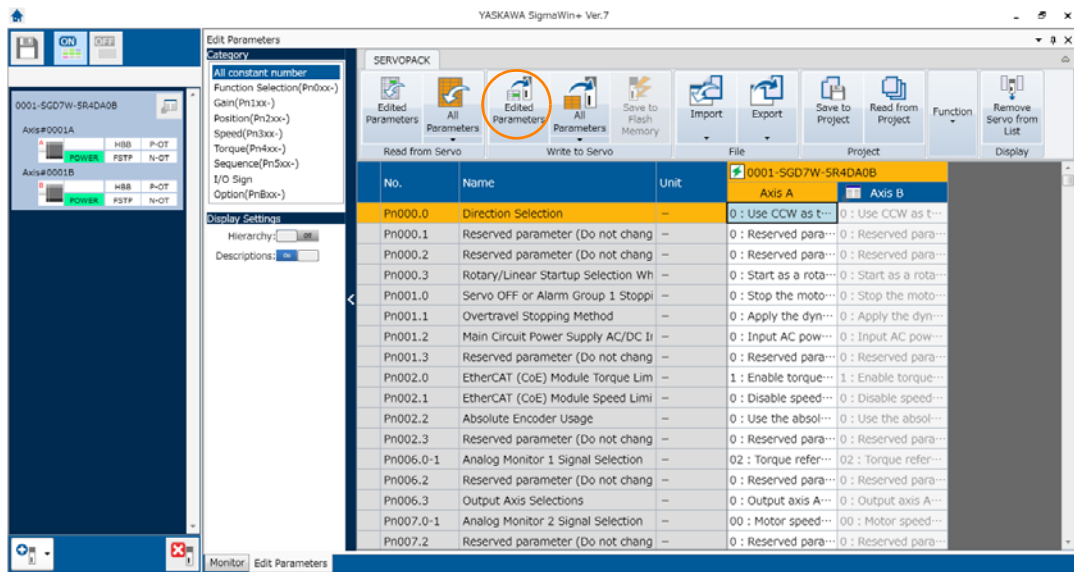 YASKAWA SigmaWin+ Ver.7
ON OFF
0001-SGD7W-5R4DA0B
Axis#0001A
A HBB P-OT
POWER FSTP N-OT
Axis#0001B
B HBB P-OT
POWER FSTP N-OT
Edit Parameters
Category
All constant number
Function Selection(Pn0xx-)
Gain(Pn1xx-)
Position(Pn2xx-)
Speed(Pn3xx-)
Torque(Pn4xx-)
Sequence(Pn5xx-)
I/O Sign
Option(PnBxx-)
Display Settings
Hierarchy: Off
Descriptions: On
SERVOPACK
Edited Parameters
All Parameters
Read from Servo
Edited Parameters
All Parameters
Save to Flash Memory
Write to Servo
Import
Export
File
Save to Project
Read from Project
Project
Function
Remove Servo from List
Display
No. Name Unit 0001-SGD7W-5R4DA0B
Axis A Axis B
Pn000.0 Direction Selection – 0 : Use CCW as t··· 0 : Use CCW as t···
Pn000.1 Reserved parameter (Do not chang – 0 : Reserved para··· 0 : Reserved para···
Pn000.2 Reserved parameter (Do not chang – 0 : Reserved para··· 0 : Reserved para···
Pn000.3 Rotary/Linear Startup Selection Wh – 0 : Start as a rota··· 0 : Start as a rota···
Pn001.0 Servo OFF or Alarm Group 1 Stoppi – 0 : Stop the moto··· 0 : Stop the moto···
Pn001.1 Overtravel Stopping Method – 0 : Apply the dyn··· 0 : Apply the dyn···
Pn001.2 Main Circuit Power Supply AC/DC I – 0 : Input AC pow··· 0 : Input AC pow···
Pn001.3 Reserved parameter (Do not chang – 0 : Reserved para··· 0 : Reserved para···
Pn002.0 EtherCAT (CoE) Module Torque Lim – 1 : Enable torque··· 1 : Enable torque···
Pn002.1 EtherCAT (CoE) Module Speed Limi – 0 : Disable speed··· 0 : Disable speed···
Pn002.2 Absolute Encoder Usage – 0 : Use the absol··· 0 : Use the absol···
Pn002.3 Reserved parameter (Do not chang – 0 : Reserved para··· 0 : Reserved para···
Pn006.0-1 Analog Monitor 1 Signal Selection – 02 : Torque refer··· 02 : Torque refer···
Pn006.2 Reserved parameter (Do not chang – 0 : Reserved para··· 0 : Reserved para···
Pn006.3 Output Axis Selections – 0 : Output axis A··· 0 : Output axis A···
Pn007.0-1 Analog Monitor 2 Signal Selection – 00 : Motor speed··· 00 : Motor speed···
Pn007.2 Reserved parameter (Do not chang – 0 : Reserved para··· 0 : Reserved para···
Monitor Edit Parameters